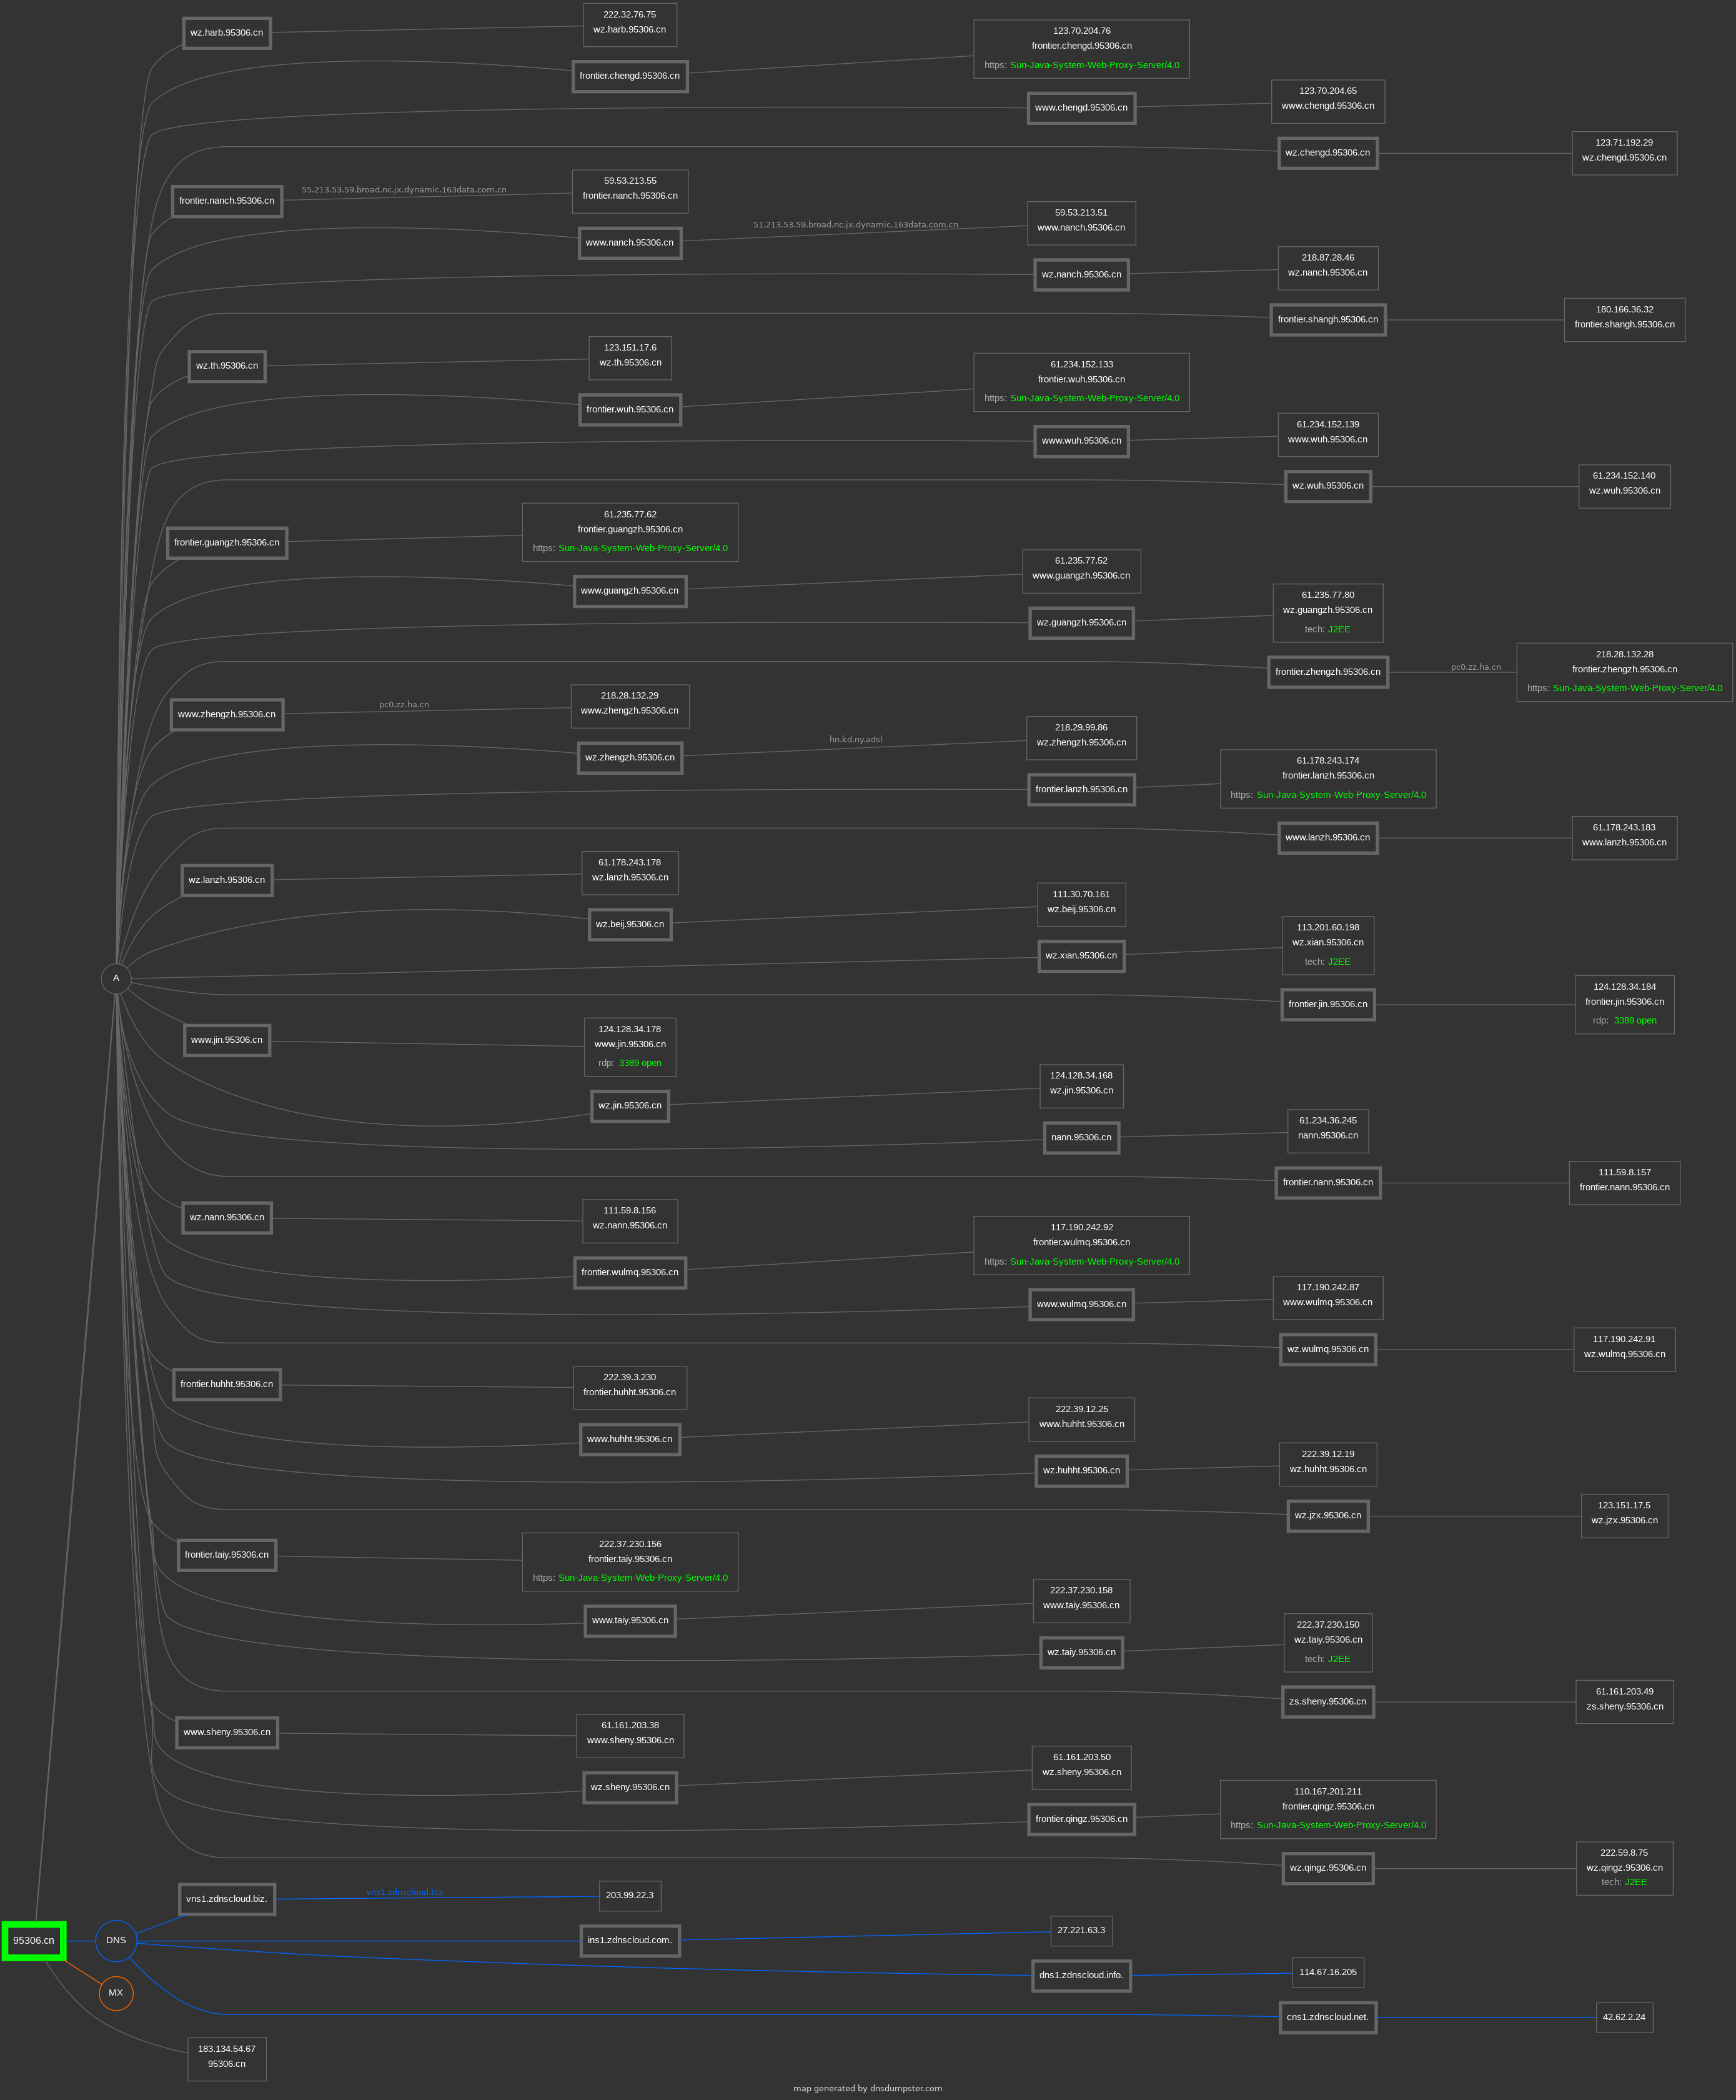 wz.harb.95306.cn
222.32.76.75
wz.harb.95306.cn
frontier.chengd.95306.cn
123.70.204.76
frontier.chengd.95306.cn
https: Sun-Java-System-Web-Proxy-Server/4.0
www.chengd.95306.cn
123.70.204.65
www.chengd.95306.cn
wz.chengd.95306.cn
123.71.192.29
wz.chengd.95306.cn
frontier.nanch.95306.cn
55.213.53.59.broad.nc.jx.dynamic.163data.com.cn
59.53.213.55
frontier.nanch.95306.cn
www.nanch.95306.cn
51.213.53.59.broad.nc.jx.dynamic.163data.com.cn
59.53.213.51
www.nanch.95306.cn
wz.nanch.95306.cn
218.87.28.46
wz.nanch.95306.cn
frontier.shangh.95306.cn
180.166.36.32
frontier.shangh.95306.cn
wz.th.95306.cn
123.151.17.6
wz.th.95306.cn
frontier.wuh.95306.cn
61.234.152.133
frontier.wuh.95306.cn
https: Sun-Java-System-Web-Proxy-Server/4.0
www.wuh.95306.cn
61.234.152.139
www.wuh.95306.cn
wz.wuh.95306.cn
61.234.152.140
wz.wuh.95306.cn
frontier.guangzh.95306.cn
61.235.77.62
frontier.guangzh.95306.cn
https: Sun-Java-System-Web-Proxy-Server/4.0
www.guangzh.95306.cn
61.235.77.52
www.guangzh.95306.cn
wz.guangzh.95306.cn
61.235.77.80
wz.guangzh.95306.cn
tech: J2EE
frontier.zhengzh.95306.cn
pc0.zz.ha.cn
218.28.132.28
frontier.zhengzh.95306.cn
https: Sun-Java-System-Web-Proxy-Server/4.0
www.zhengzh.95306.cn
pc0.zz.ha.cn
218.28.132.29
www.zhengzh.95306.cn
wz.zhengzh.95306.cn
hn.kd.ny.adsl
218.29.99.86
wz.zhengzh.95306.cn
frontier.lanzh.95306.cn
61.178.243.174
frontier.lanzh.95306.cn
https: Sun-Java-System-Web-Proxy-Server/4.0
www.lanzh.95306.cn
61.178.243.183
www.lanzh.95306.cn
wz.lanzh.95306.cn
61.178.243.178
wz.lanzh.95306.cn
wz.beij.95306.cn
111.30.70.161
wz.beij.95306.cn
A
wz.xian.95306.cn
113.201.60.198
wz.xian.95306.cn
tech: J2EE
frontier.jin.95306.cn
124.128.34.184
frontier.jin.95306.cn
rdp: 3389 open
www.jin.95306.cn
124.128.34.178
www.jin.95306.cn
rdp: 3389 open
wz.jin.95306.cn
124.128.34.168
wz.jin.95306.cn
nann.95306.cn
61.234.36.245
nann.95306.cn
frontier.nann.95306.cn
111.59.8.157
frontier.nann.95306.cn
wz.nann.95306.cn
111.59.8.156
wz.nann.95306.cn
frontier.wulmq.95306.cn
117.190.242.92
frontier.wulmq.95306.cn
https: Sun-Java-System-Web-Proxy-Server/4.0
www.wulmq.95306.cn
117.190.242.87
www.wulmq.95306.cn
wz.wulmq.95306.cn
117.190.242.91
wz.wulmq.95306.cn
frontier.huhht.95306.cn
222.39.3.230
frontier.huhht.95306.cn
www.huhht.95306.cn
222.39.12.25
www.huhht.95306.cn
wz.huhht.95306.cn
222.39.12.19
wz.huhht.95306.cn
wz.jzx.95306.cn
123.151.17.5
wz.jzx.95306.cn
frontier.taiy.95306.cn
222.37.230.156
frontier.taiy.95306.cn
https: Sun-Java-System-Web-Proxy-Server/4.0
www.taiy.95306.cn
222.37.230.158
www.taiy.95306.cn
wz.taiy.95306.cn
222.37.230.150
wz.taiy.95306.cn
tech: J2EE
zs.sheny.95306.cn
61.161.203.49
zs.sheny.95306.cn
www.sheny.95306.cn
61.161.203.38
www.sheny.95306.cn
wz.sheny.95306.cn
61.161.203.50
wz.sheny.95306.cn
frontier.qingz.95306.cn
110.167.201.211
frontier.qingz.95306.cn
https: Sun-Java-System-Web-Proxy-Server/4.0
wz.qingz.95306.cn
222.59.8.75
wz.qingz.95306.cn
tech: J2EE
vns1.zdnscloud.biz.
vns1.zdnscloud.biz
203.99.22.3
95306.cn
DNS
ins1.zdnscloud.com.
27.221.63.3
dns1.zdnscloud.info.
114.67.16.205
MX
cns1.zdnscloud.net.
42.62.2.24
183.134.54.67
95306.cn
map generated by dnsdumpster.com